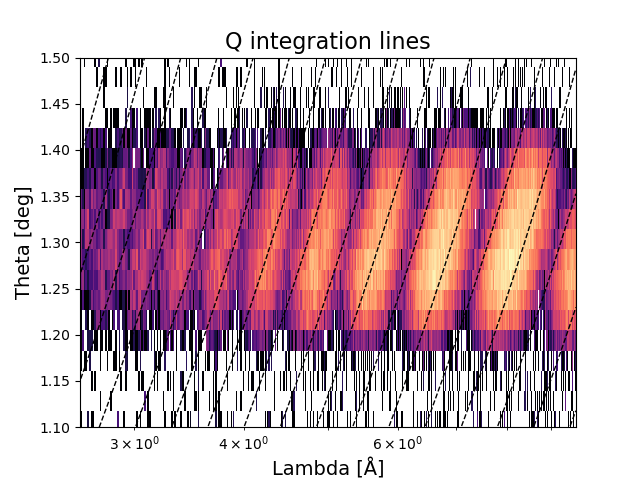 Q integration lines
Theta [deg]
1.50
1.45
1.40
1.35
1.30
1.25
1.20
1.15
1.10
3 × 10⁰
4 × 10⁰
6 × 10⁰
Lambda [Å]